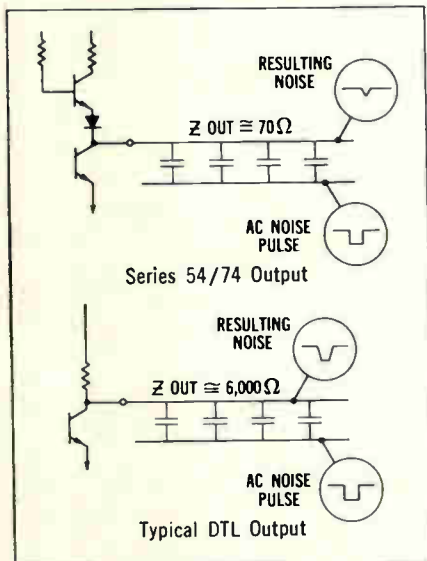 RESULTING
NOISE
Z OUT ≅ 70Ω
AC NOISE
PULSE
Series 54/74 Output
RESULTING
NOISE
Z OUT ≅ 6,000Ω
AC NOISE
PULSE
Typical DTL Output